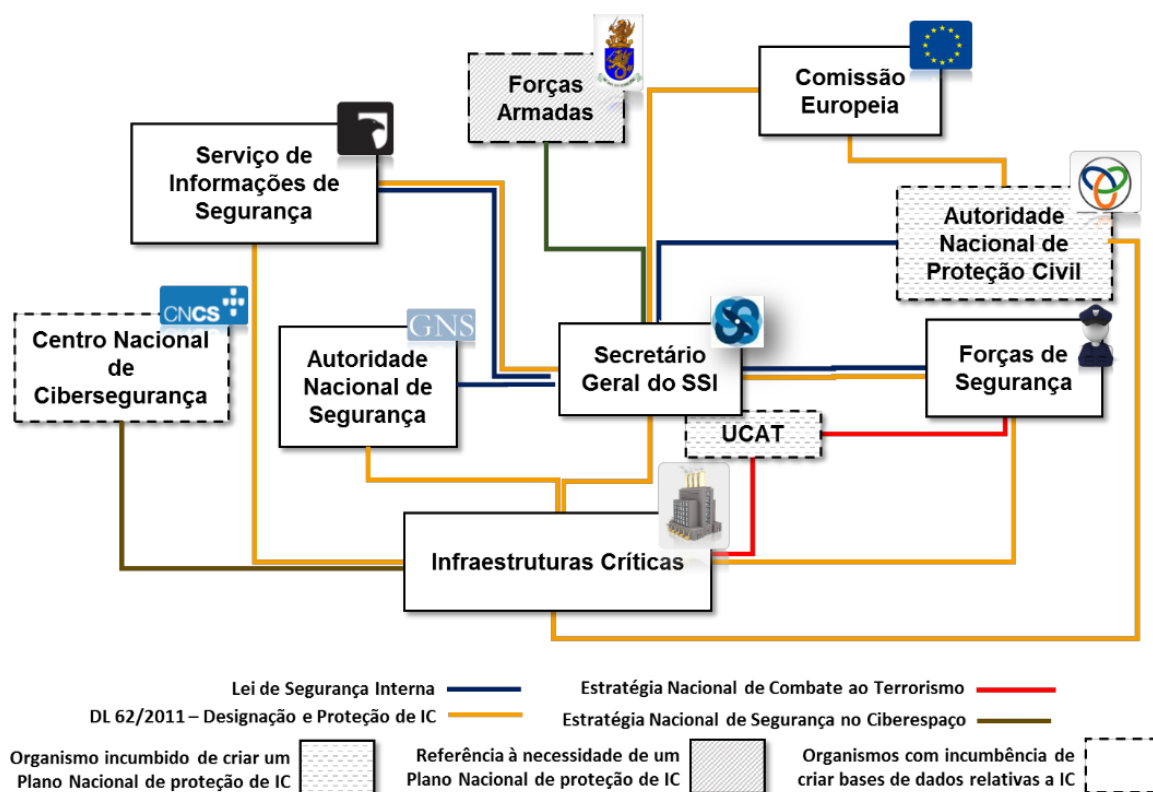 Forças
Armadas
Comissão
Europeia
Serviço de
Informações de
Segurança
Autoridade
Nacional de
Proteção Civil
CNCS
Centro Nacional
de
Cibersegurança
GNS
Autoridade
Nacional de
Segurança
Secretário
Geral do SSI
Forças de
Segurança
UCAT
Infraestruturas Críticas
Lei de Segurança Interna
Estratégia Nacional de Combate ao Terrorismo
DL 62/2011 – Designação e Proteção de IC
Estratégia Nacional de Segurança no Ciberespaço
Organismo incumbido de criar um
Plano Nacional de proteção de IC
Referência à necessidade de um
Plano Nacional de proteção de IC
Organismos com incumbência de
criar bases de dados relativas a IC